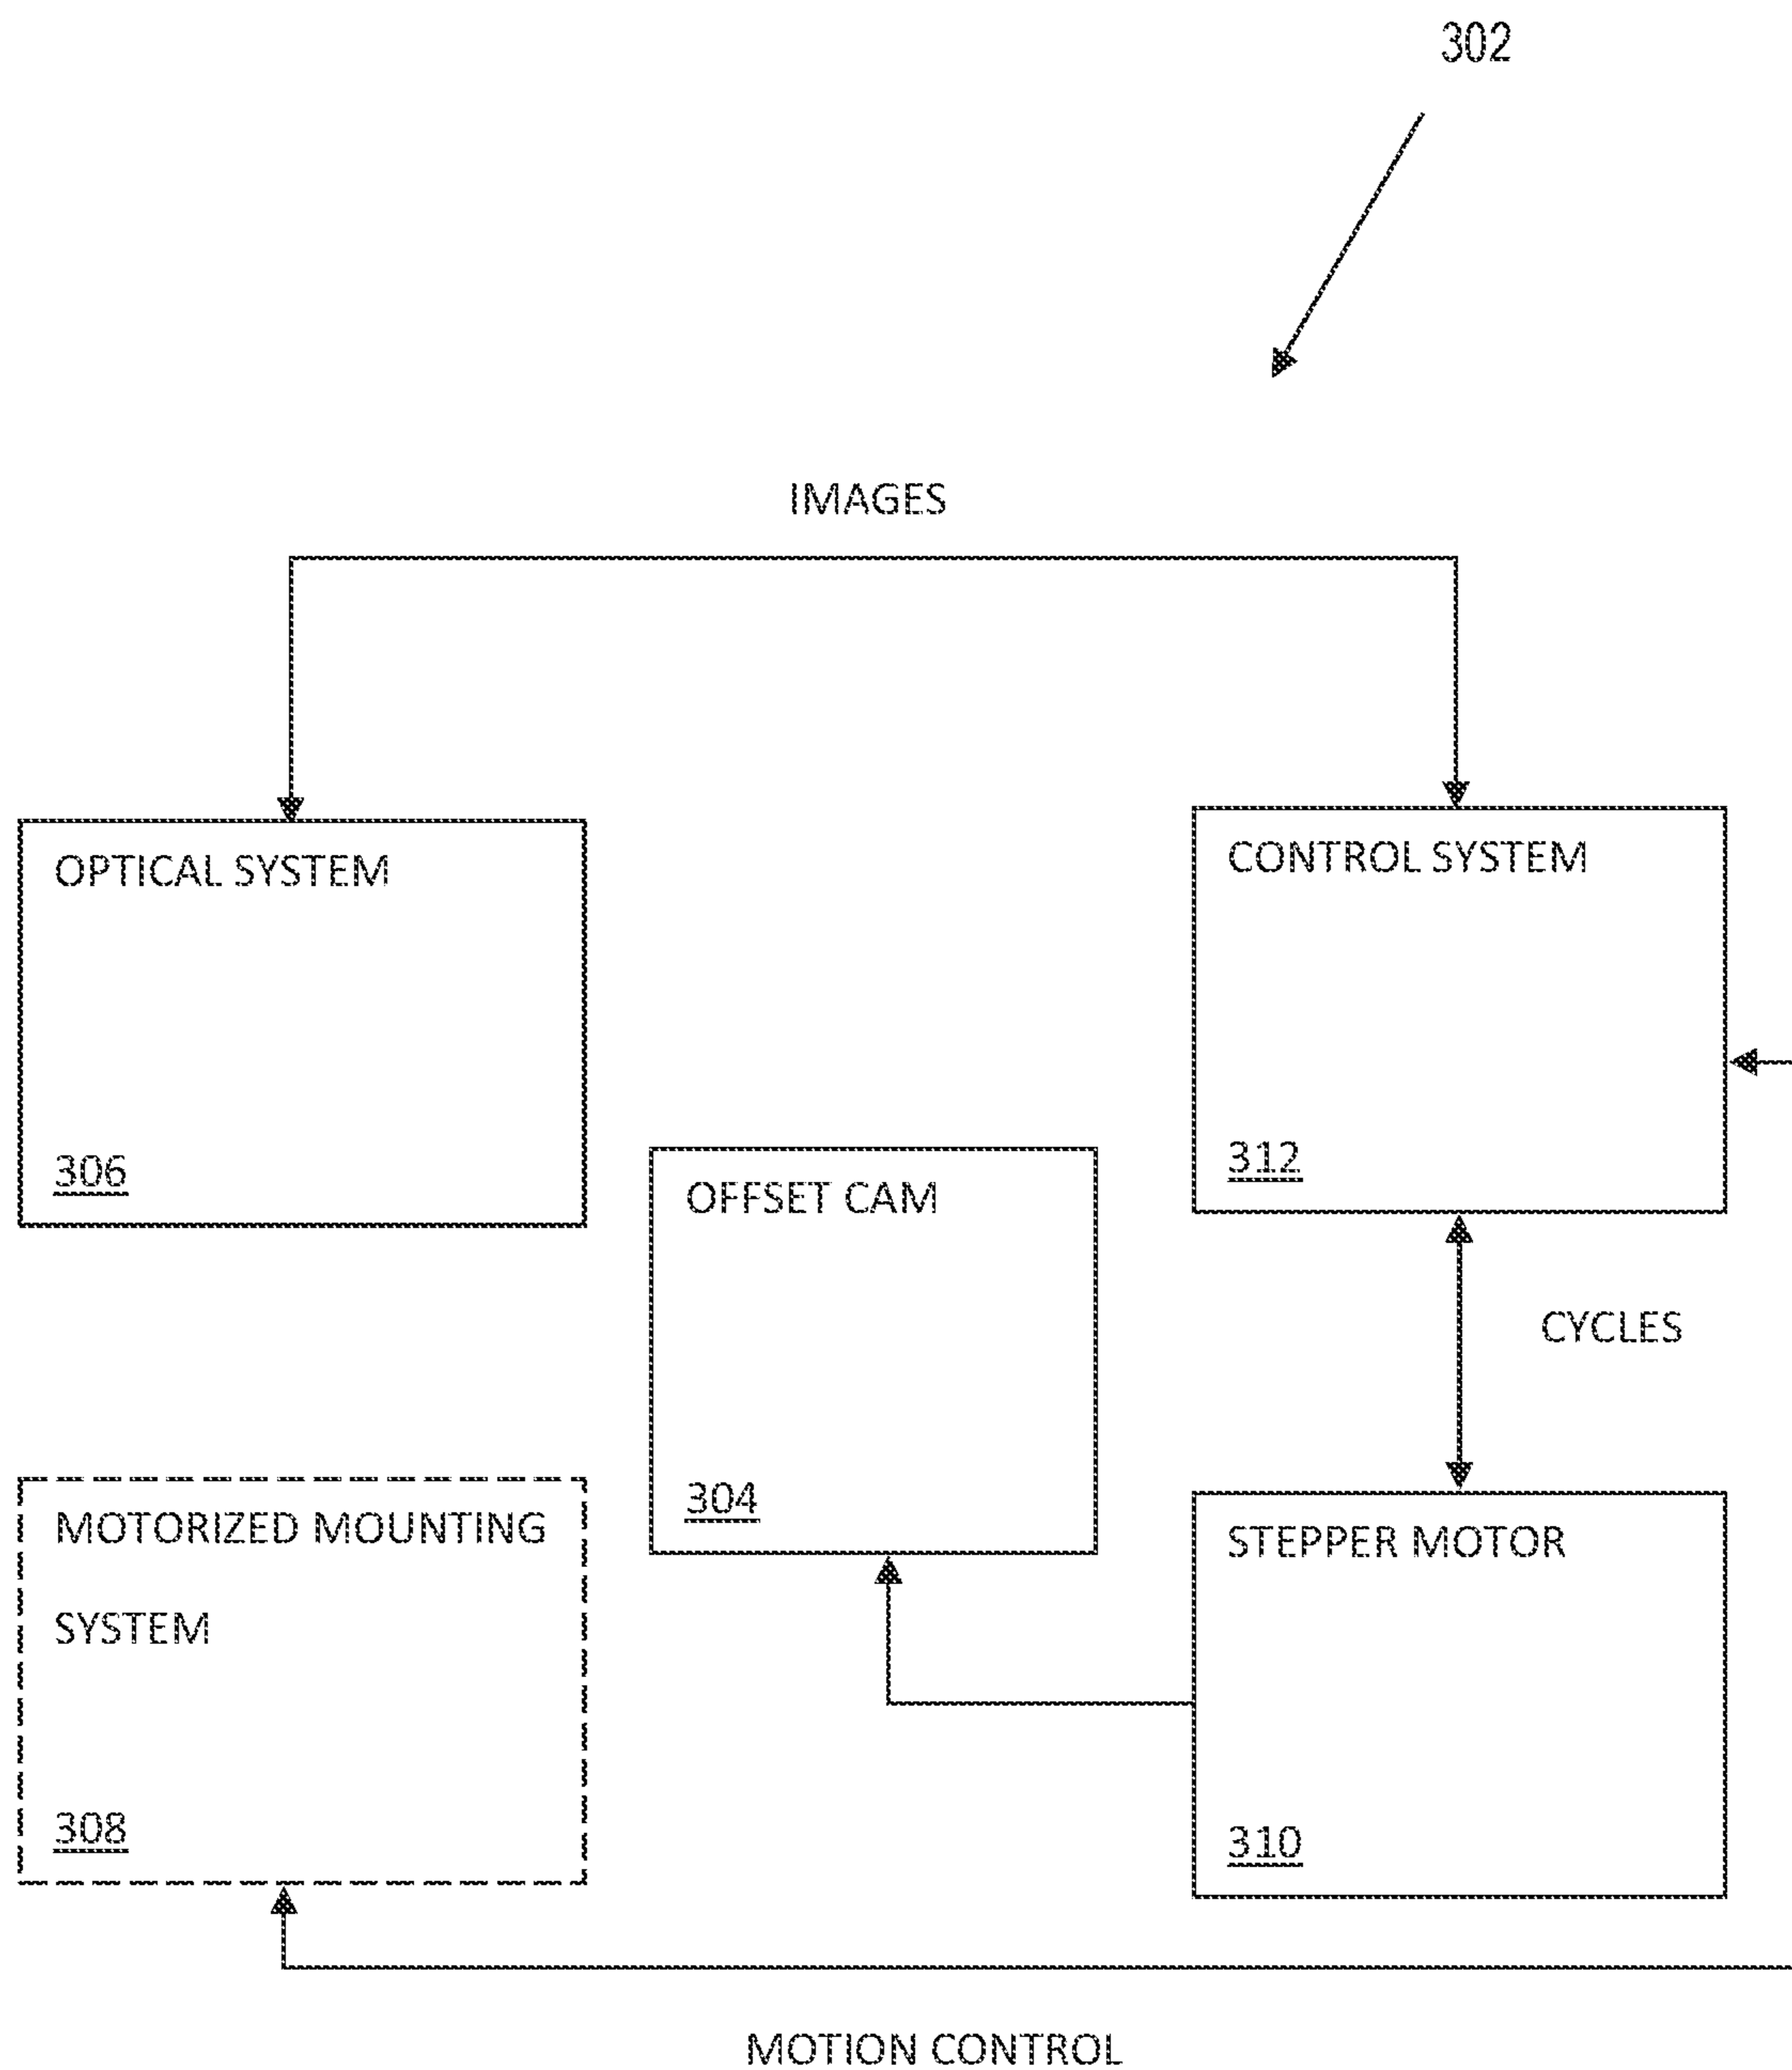 302
IMAGES
OPTICAL SYSTEM
306
CONTROL SYSTEM
312
OFFSET CAM
304
CYCLES
MOTORIZED MOUNTING
SYSTEM
308
STEPPER MOTOR
310
MOTION CONTROL